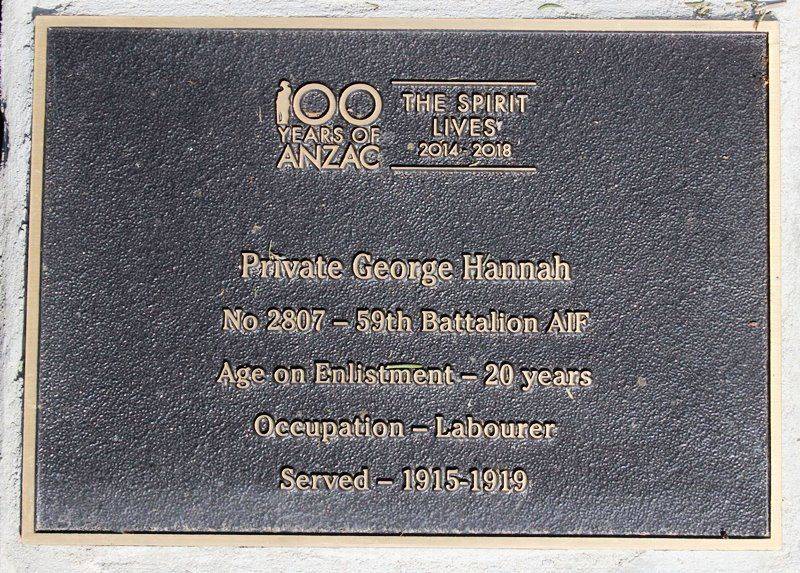 100
YEARS OF
ANZAC
THE SPIRIT
LIVES
2014 - 2018
Private George Hannah
No 2807 – 59th Battalion AIF
Age on Enlistment – 20 years
Occupation – Labourer
Served – 1915-1919